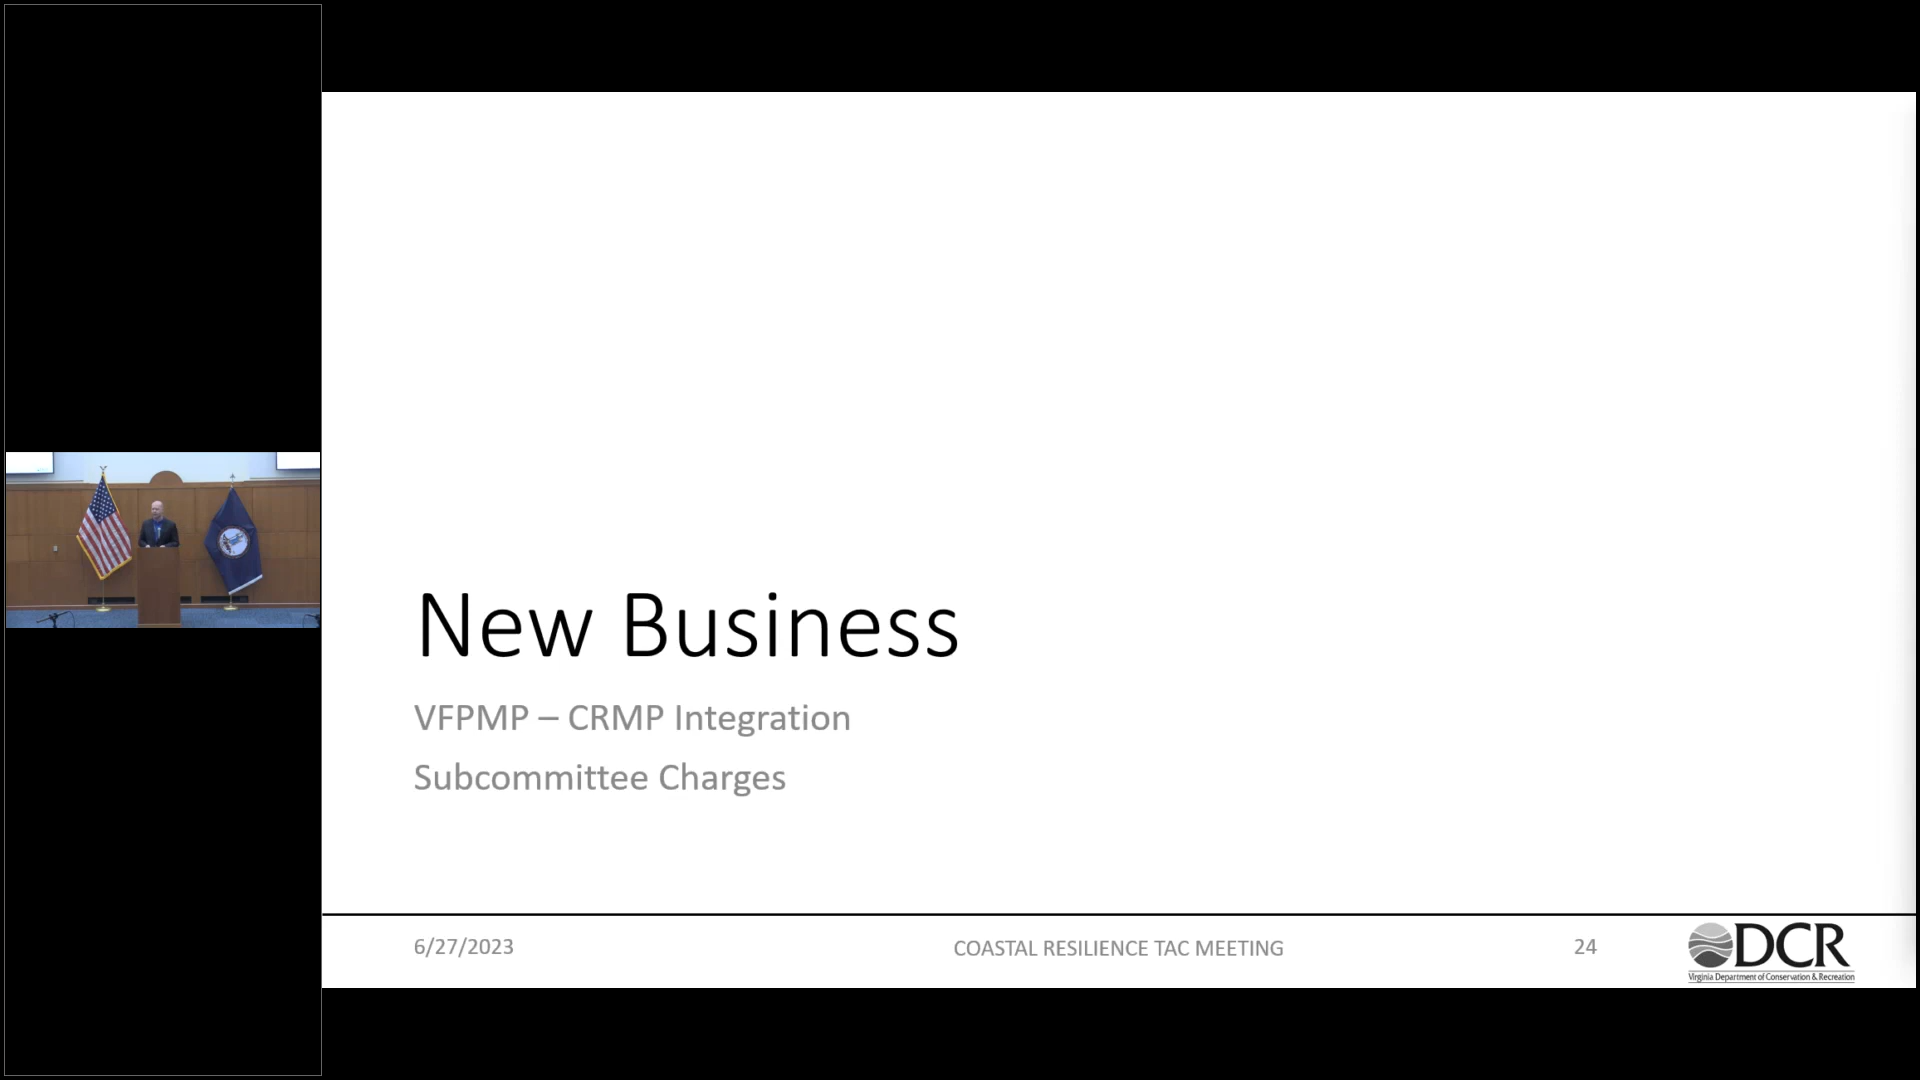 New Business
VFPMP – CRMP Integration
Subcommittee Charges
6/27/2023
COASTAL RESILIENCE TAC MEETING
24
DCR
Virginia Department of Conservation & Recreation